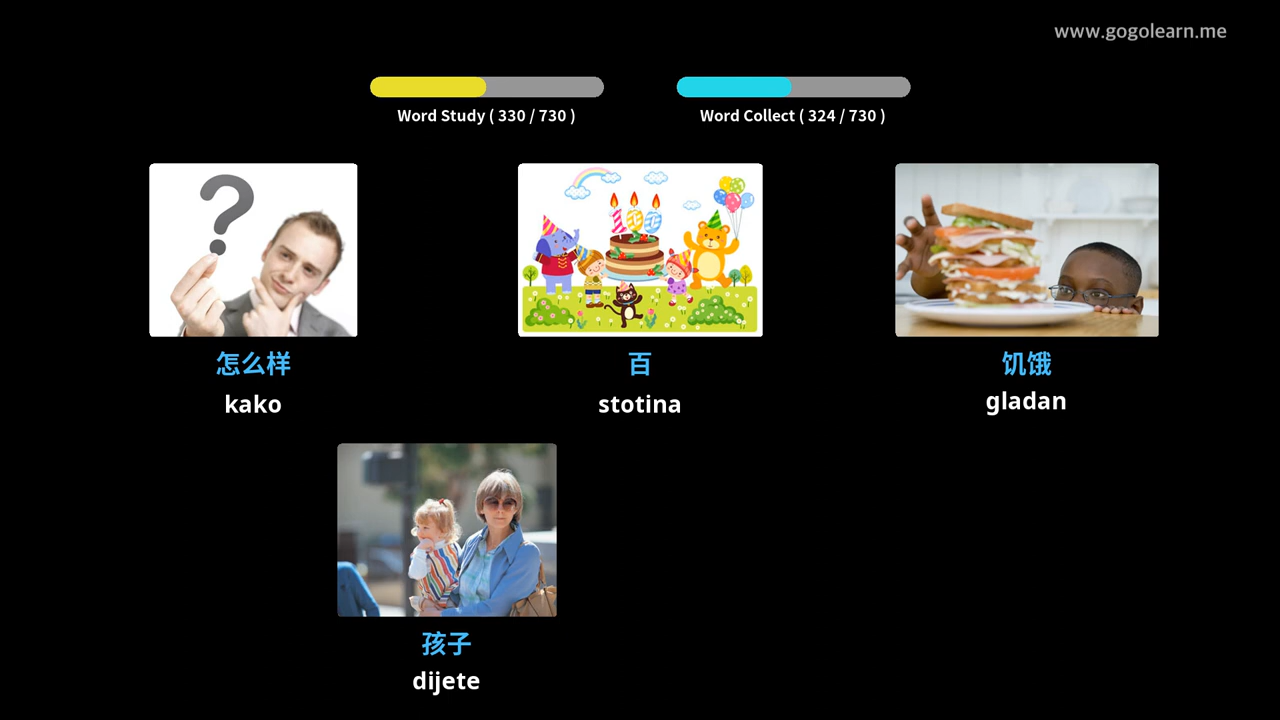 www.gogolearn.me
Word Study ( 330 / 730 )
Word Collect ( 324 / 730 )
?
100
怎么样
百
饥饿
kako
stotina
gladan
孩子
dijete